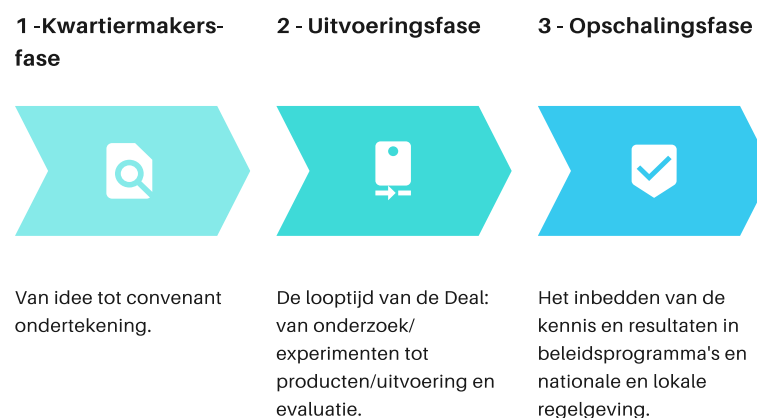 1 -Kwartiermakers-
fase
2 - Uitvoeringsfase
3 - Opschalingsfase
Van idee tot convenant
ondertekening.
De looptijd van de Deal:
van onderzoek/
experimenten tot
producten/uitvoering en
evaluatie.
Het inbedden van de
kennis en resultaten in
beleidsprogramma's en
nationale en lokale
regelgeving.